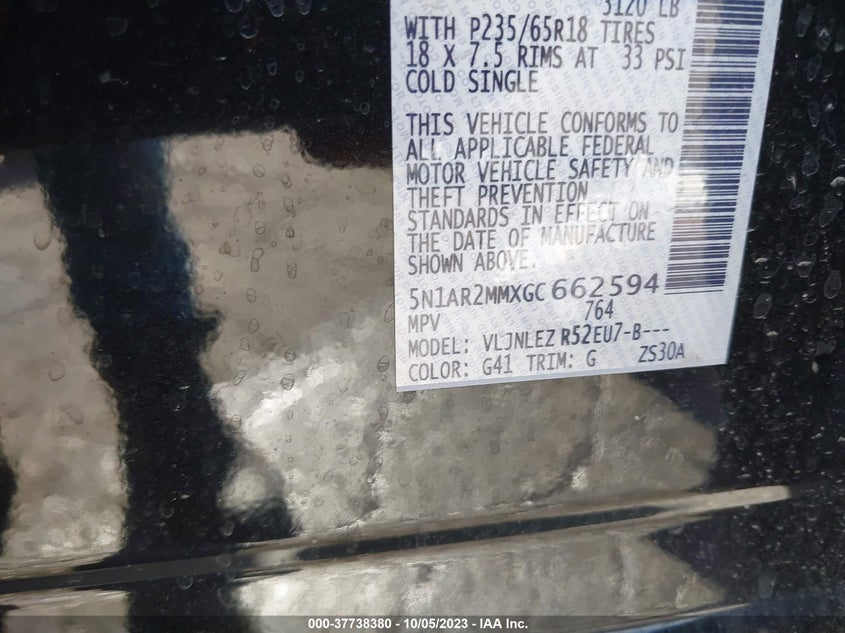 3120 LB
WITH P235/65R18 TIRES
18 X 7.5 RIMS AT 33 PSI
COLD SINGLE
THIS VEHICLE CONFORMS TO
ALL APPLICABLE FEDERAL
MOTOR VEHICLE SAFETY AND
THEFT PREVENTION
STANDARDS IN EFFECT ON
THE DATE OF MANUFACTURE
SHOWN ABOVE.
5N1AR2MMXGC 662594
MPV 764
MODEL: VLJNLEZ R52EU7-B---
COLOR: G41 TRIM: G ZS30A
000-37738380 - 10/05/2023 - IAA Inc.